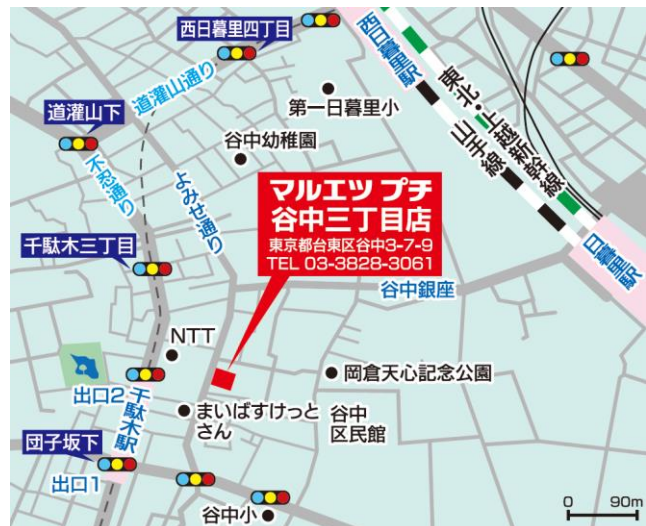 西日暮里四丁目
西日暮里駅
道灌山通り
東北・上越新幹線
山手線
第一日暮里小
道灌山下
谷中幼稚園
不忍通り
よみせ通り
マルエツ プチ
谷中三丁目店
東京都台東区谷中3-7-9
TEL 03-3828-3061
千駄木三丁目
日暮里駅
谷中銀座
NTT
岡倉天心記念公園
出口2
千駄木駅
まいばすけっと
さん
谷中
区民館
団子坂下
出口1
谷中小
0 90m